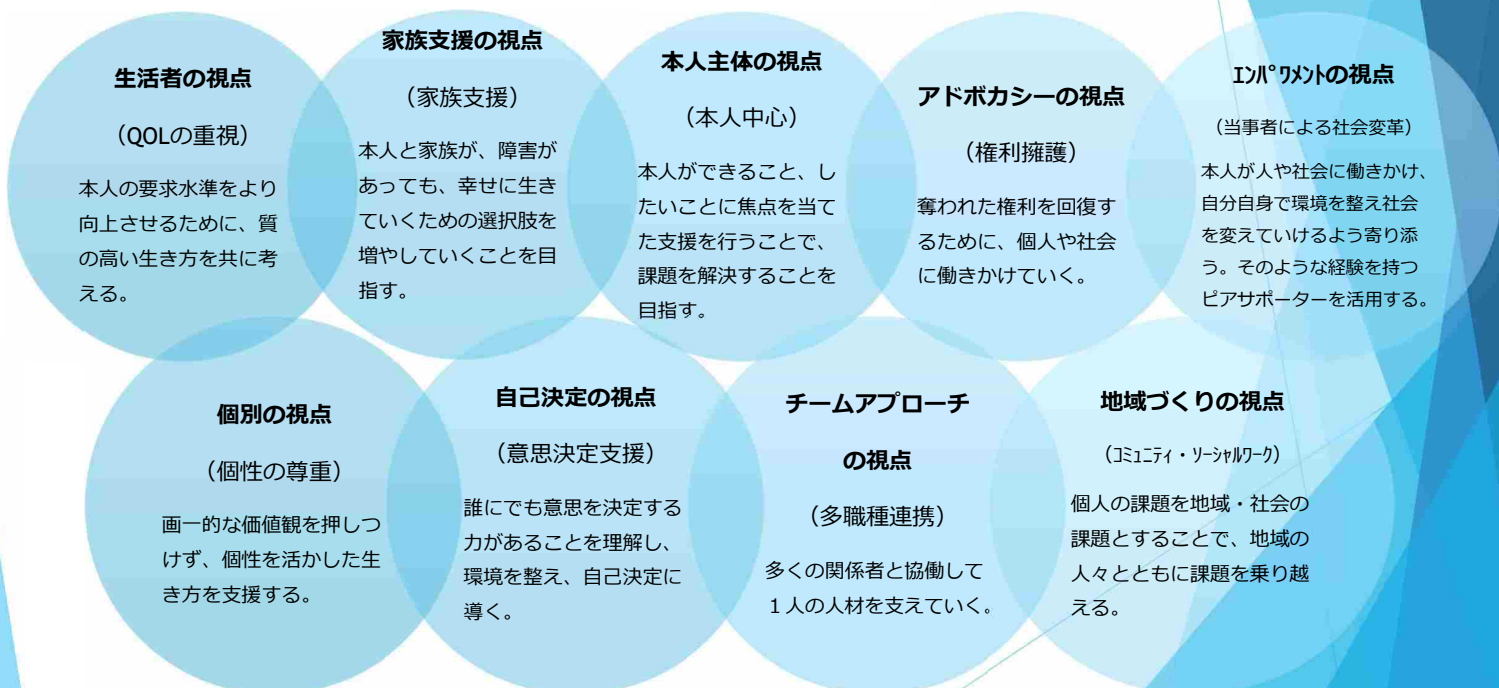 生活者の視点
（QOLの重視）
本人の要求水準をより
向上させるために、質
の高い生き方を共に考
える。
家族支援の視点
（家族支援）
本人と家族が、障害が
あっても、幸せに生き
ていくための選択肢を
増やしていくことを目
指す。
本人主体の視点
（本人中心）
本人ができること、し
たいことに焦点を当て
た支援を行うことで、
課題を解決することを
目指す。
アドボカシーの視点
（権利擁護）
奪われた権利を回復す
るために、個人や社会
に働きかけていく。
ｴﾝﾊﾟﾜﾒﾝﾄの視点
（当事者による社会変革）
本人が人や社会に働きかけ、
自分自身で環境を整え社会
を変えていけるよう寄り添
う。そのような経験を持つ
ピアサポーターを活用する。
個別の視点
（個性の尊重）
画一的な価値観を押しつ
けず、個性を活かした生
き方を支援する。
自己決定の視点
（意思決定支援）
誰にでも意思を決定する
力があることを理解し、
環境を整え、自己決定に
導く。
チームアプローチ
の視点
（多職種連携）
多くの関係者と協働して
１人の人材を支えていく。
地域づくりの視点
（ｺﾐｭﾆﾃｨ・ｿｰｼｬﾙﾜｰｸ）
個人の課題を地域・社会の
課題とすることで、地域の
人々とともに課題を乗り越
える。